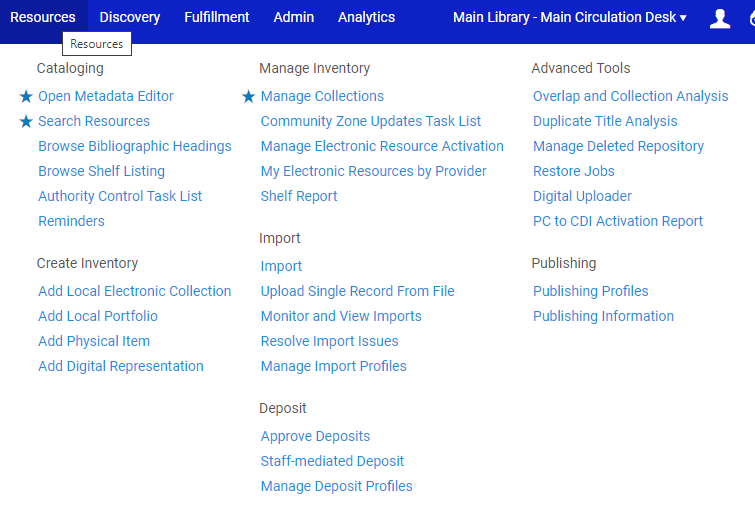 Resources Discovery Fulfillment Admin Analytics Main Library - Main Circulation Desk ▾
Resources
Cataloging
Open Metadata Editor
Search Resources
Browse Bibliographic Headings
Browse Shelf Listing
Authority Control Task List
Reminders
Create Inventory
Add Local Electronic Collection
Add Local Portfolio
Add Physical Item
Add Digital Representation
Manage Inventory
Manage Collections
Community Zone Updates Task List
Manage Electronic Resource Activation
My Electronic Resources by Provider
Shelf Report
Import
Import
Upload Single Record From File
Monitor and View Imports
Resolve Import Issues
Manage Import Profiles
Deposit
Approve Deposits
Staff-mediated Deposit
Manage Deposit Profiles
Advanced Tools
Overlap and Collection Analysis
Duplicate Title Analysis
Manage Deleted Repository
Restore Jobs
Digital Uploader
PC to CDI Activation Report
Publishing
Publishing Profiles
Publishing Information